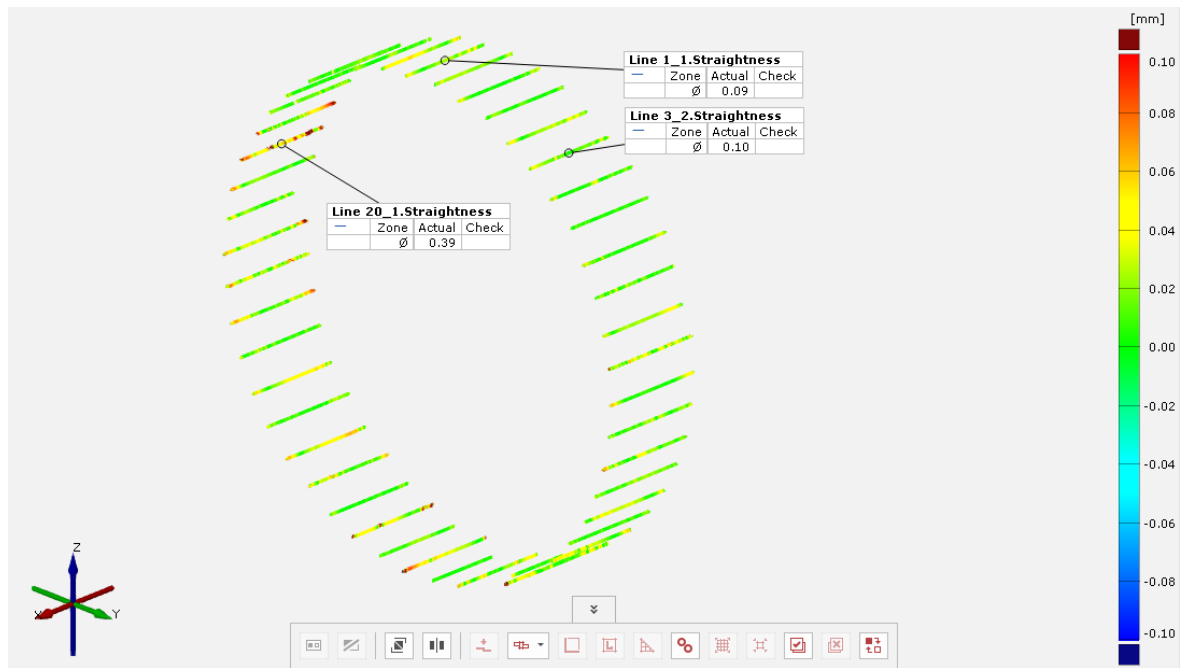 [mm]
Line 1_1.Straightness
Zone Actual Check
Ø 0.09
Line 3_2.Straightness
Zone Actual Check
Ø 0.10
Line 20_1.Straightness
Zone Actual Check
Ø 0.39
0.10
0.08
0.06
0.04
0.02
0.00
-0.02
-0.04
-0.06
-0.08
-0.10
Z
X
Y